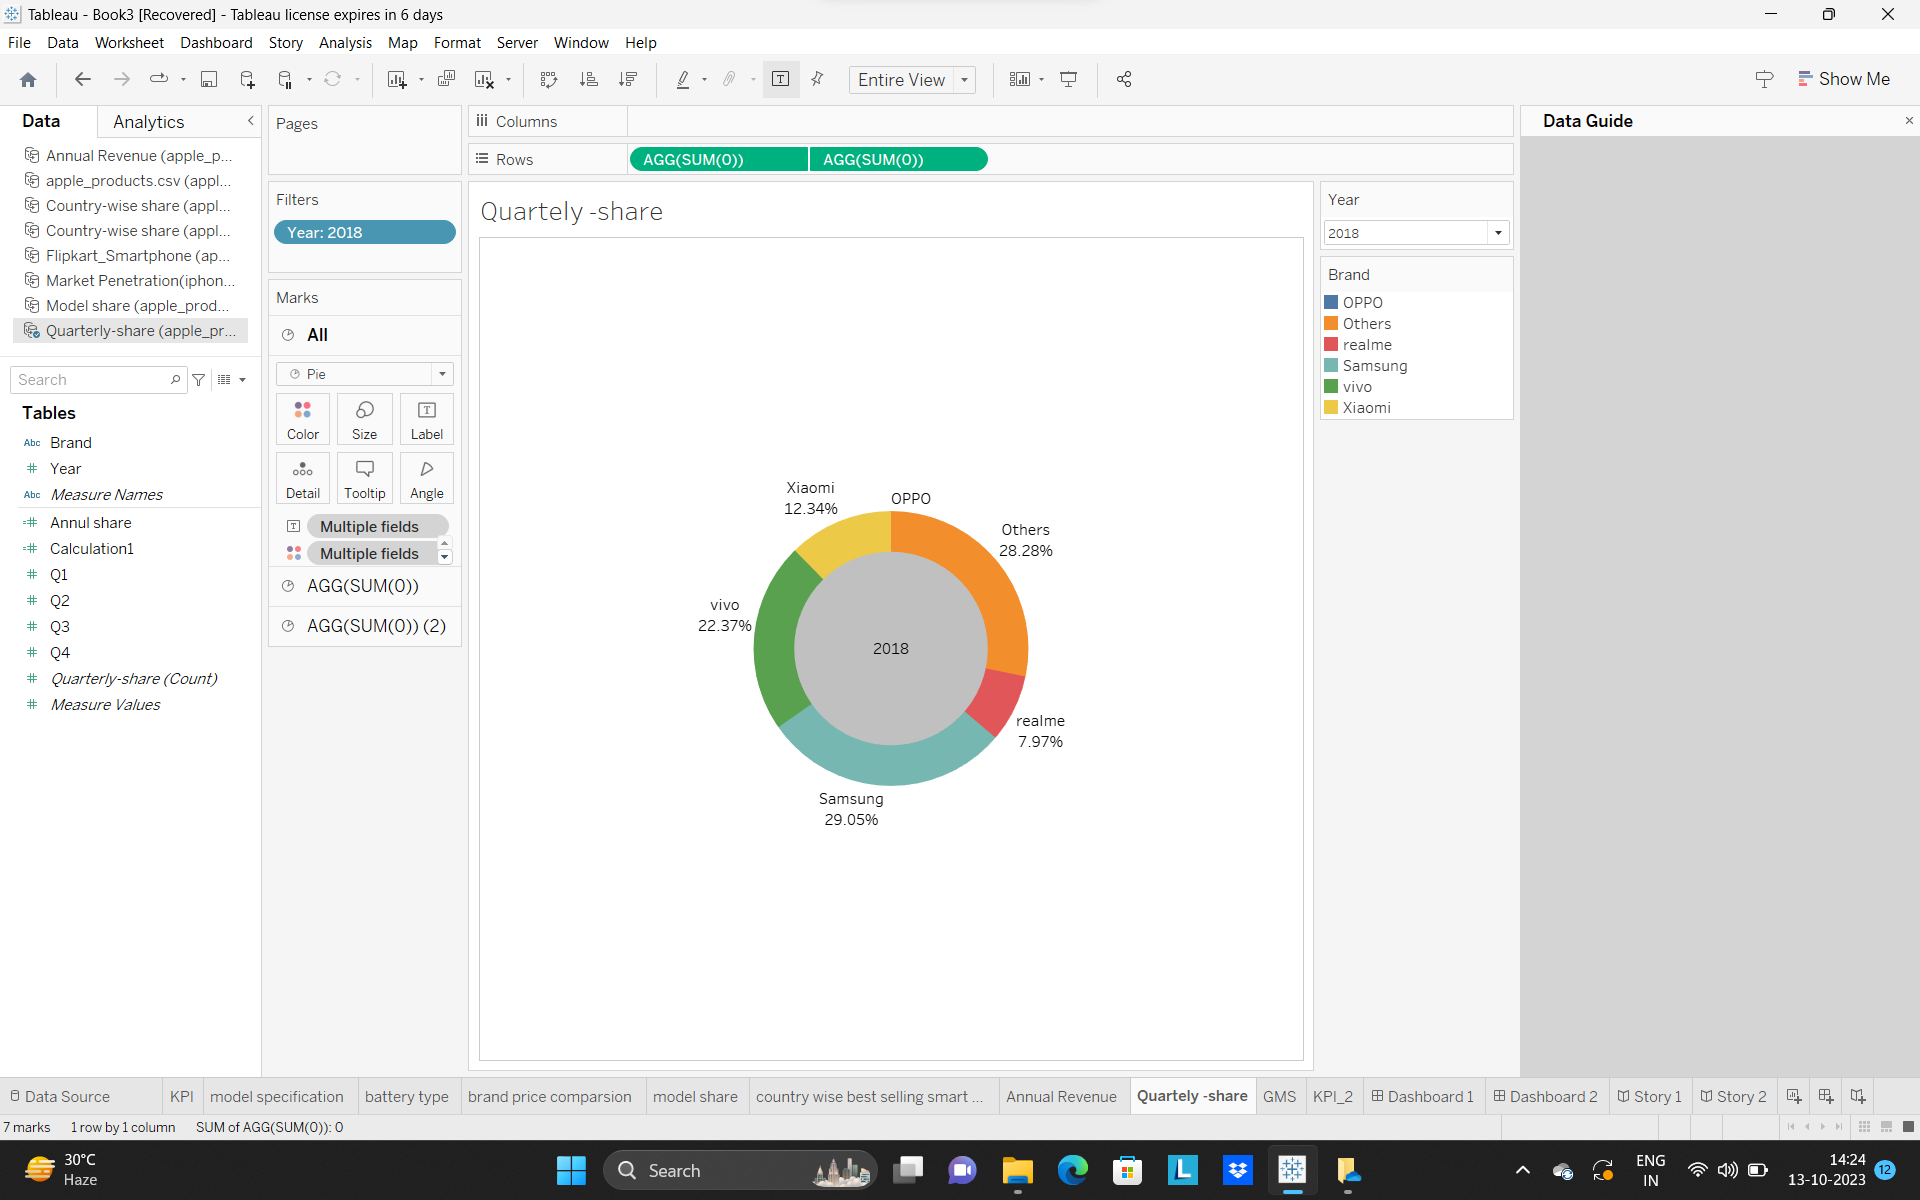 Tableau - Book3 [Recovered] - Tableau license expires in 6 days
File Data Worksheet Dashboard Story Analysis Map Format Server Window Help
Entire View
Show Me
Data Analytics
Annual Revenue (apple_p...
apple_products.csv (appl...
Country-wise share (appl...
Country-wise share (appl...
Flipkart_Smartphone (ap...
Market Penetration(iphon...
Model share (apple_prod...
Quarterly-share (apple_pr...
Search
Tables
Abc Brand
Year
Abc Measure Names
Annul share
Calculation1
Q1
Q2
Q3
Q4
Quarterly-share (Count)
Measure Values
Pages
Filters
Year: 2018
Marks
All
Pie
Color Size Label
Detail Tooltip Angle
Multiple fields
Multiple fields
AGG(SUM(0))
AGG(SUM(0)) (2)
Columns
Rows AGG(SUM(0)) AGG(SUM(0))
Quartely -share
Xiaomi
12.34%
OPPO
Others
28.28%
vivo
22.37%
2018
realme
7.97%
Samsung
29.05%
Year
2018
Brand
OPPO
Others
realme
Samsung
vivo
Xiaomi
Data Guide
Data Source KPI model specification battery type brand price comparsion model share country wise best selling smart ... Annual Revenue Quartely -share GMS KPI_2 Dashboard 1 Dashboard 2 Story 1 Story 2
7 marks 1 row by 1 column SUM of AGG(SUM(0)): 0
30°C
Haze
Search
ENG
IN
14:24
13-10-2023
12